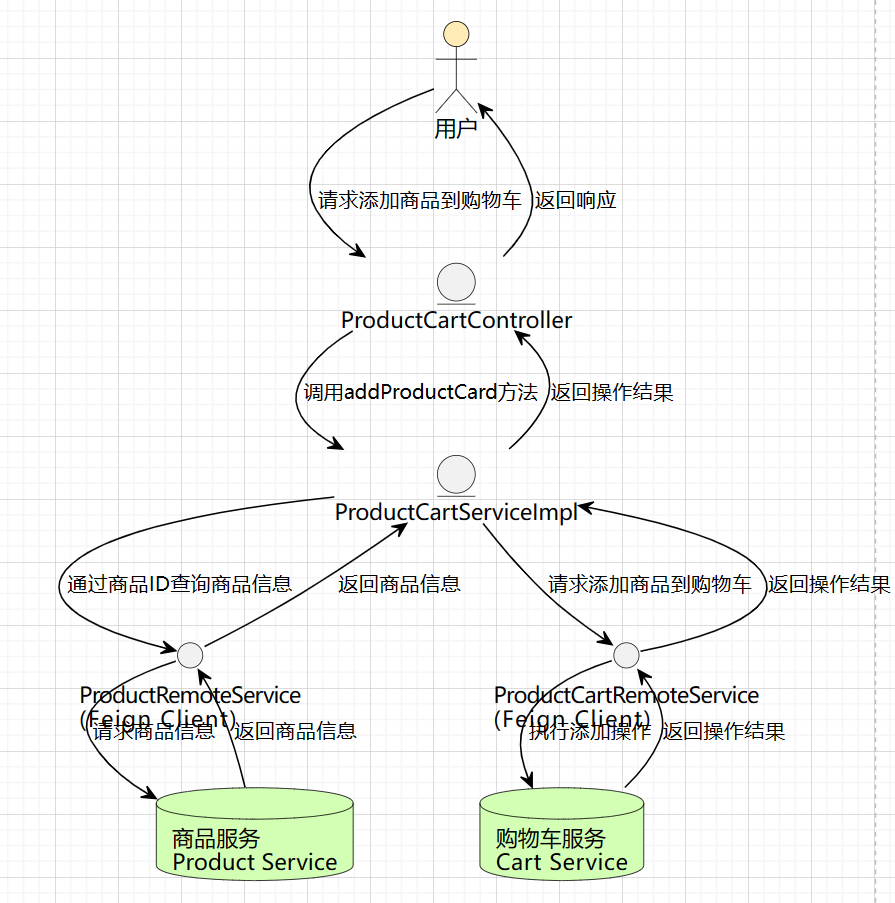 用户
请求添加商品到购物车
返回响应
ProductCartController
调用addProductCard方法
返回操作结果
ProductCartServiceImpl
通过商品ID查询商品信息
返回商品信息
请求添加商品到购物车
返回操作结果
ProductRemoteService
(Feign Client)
ProductCartRemoteService
(Feign Client)
请求商品信息
返回商品信息
执行添加操作
返回操作结果
商品服务
Product Service
购物车服务
Cart Service